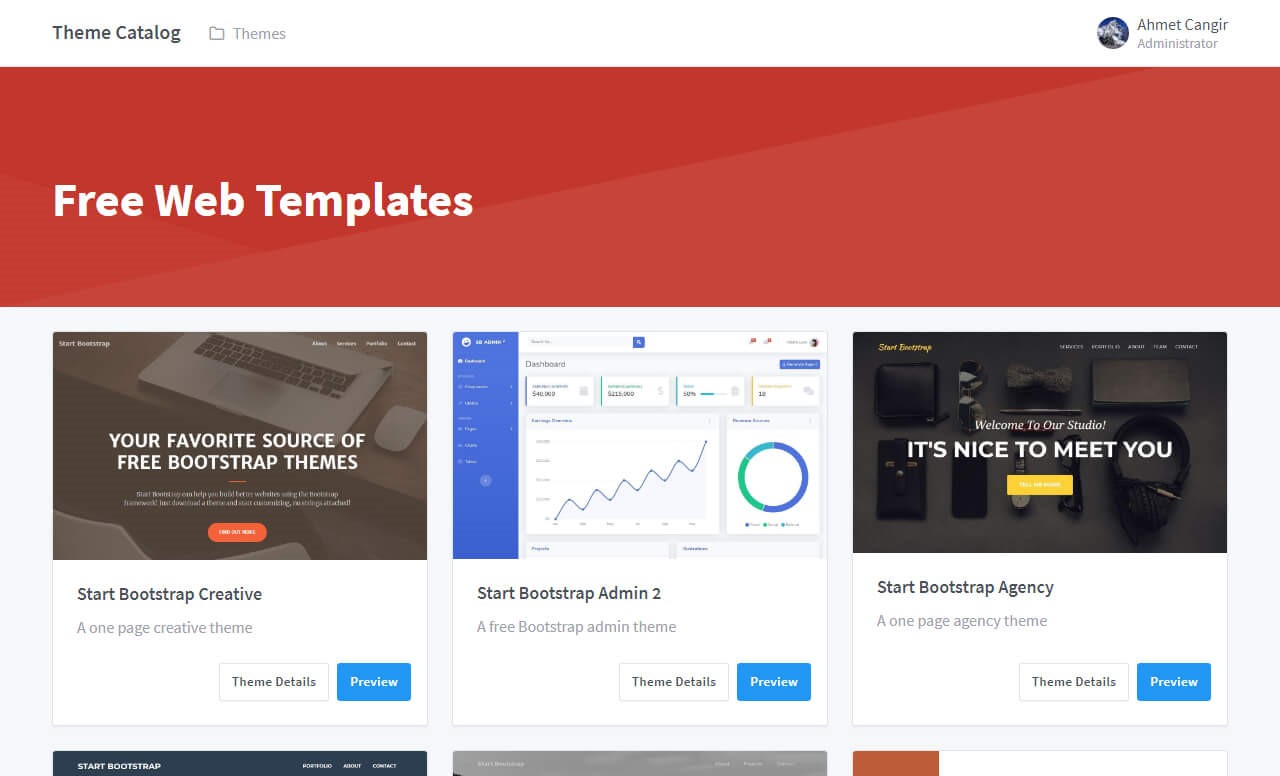 Theme Catalog
Themes
Ahmet Cangir
Administrator
Free Web Templates
Start Bootstrap
About Services Portfolio Contact
YOUR FAVORITE SOURCE OF
FREE BOOTSTRAP THEMES
Start Bootstrap can help you build better websites using the Bootstrap
framework! Just download a theme and start customizing, no strings attached!
FIND OUT MORE
Start Bootstrap Creative
A one page creative theme
Theme Details
Preview
SB ADMIN 2
Dashboard
Dashboard
$40,000
$215,000
50%
18
Earnings Overview
Revenue Sources
Projects
Illustrations
Start Bootstrap Admin 2
A free Bootstrap admin theme
Theme Details
Preview
Start Bootstrap
SERVICES PORTFOLIO ABOUT TEAM CONTACT
Welcome To Our Studio!
IT'S NICE TO MEET YOU
TELL ME MORE
Start Bootstrap Agency
A one page agency theme
Theme Details
Preview
START BOOTSTRAP
PORTFOLIO ABOUT CONTACT
Start Bootstrap
About Projects Contact